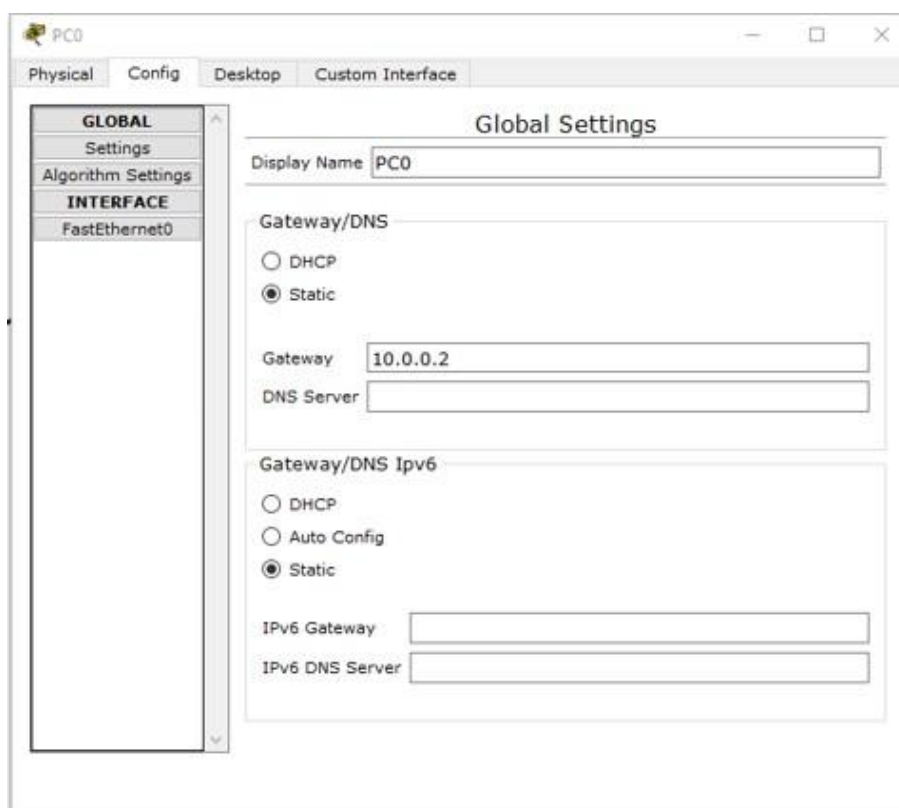 PC0
Physical Config Desktop Custom Interface
GLOBAL
Settings
Algorithm Settings
INTERFACE
FastEthernet0
Global Settings
Display Name PC0
Gateway/DNS
DHCP
Static
Gateway 10.0.0.2
DNS Server
Gateway/DNS Ipv6
DHCP
Auto Config
Static
IPv6 Gateway
IPv6 DNS Server